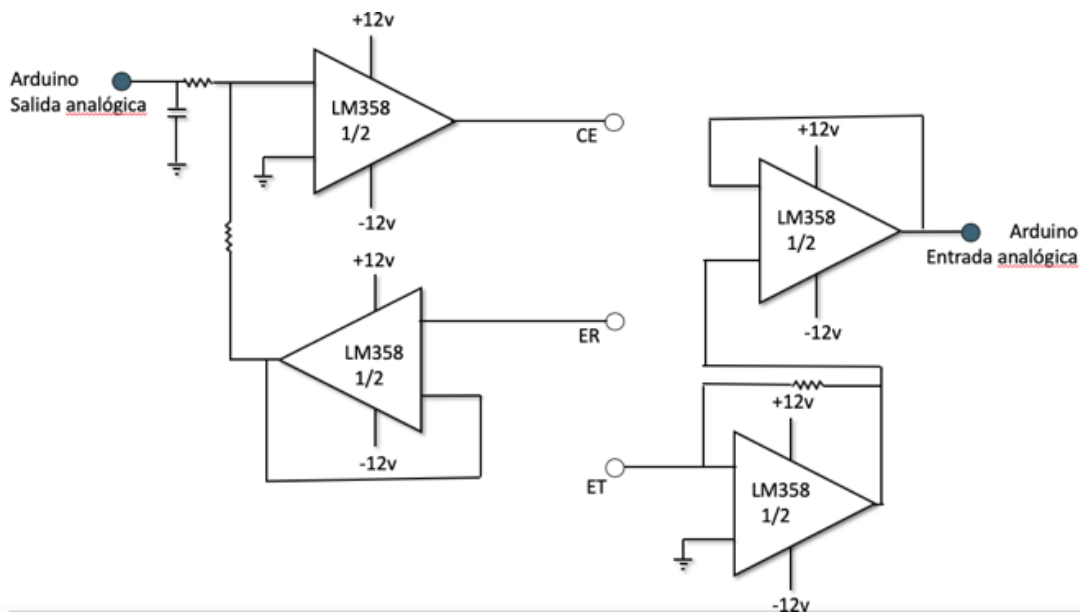 +12v
Arduino
Salida analógica
LM358
1/2
CE
-12v
+12v
LM358
1/2
ER
-12v
+12v
LM358
1/2
Arduino
Entrada analógica
-12v
+12v
ET
LM358
1/2
-12v